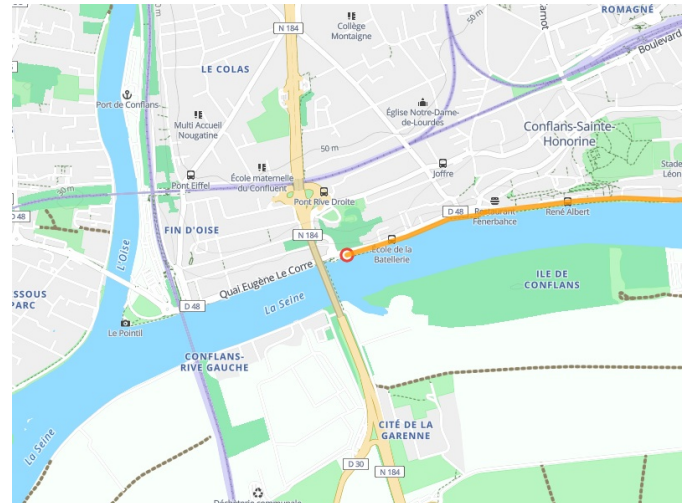 ROMAGNÉ
N 184
Collège
Montaigne
Boulevard
LE COLAS
50 m
Port de Conflans
Église Notre-Dame-
de-Lourdes
Multi Accueil
Nougatine
Conflans-Sainte-
Honorine
50 m
École maternelle
du Confluent
Joffre
Stade
Léon
Pont Eiffel
30 m
Pont Rive Droite
D 48
Restaurant
Fenerbahce
René Albert
D 48
FIN D'OISE
N 184
École de la
Batellerie
L'Oise
Quai Eugène Le Corre
ILE DE
CONFLANS
SSOUS
PARC
D 48
La Seine
Le Pointil
CONFLANS-
RIVE GAUCHE
CITÉ DE LA
GARENNE
La Seine
D 30
N 184
Déchèterie communale